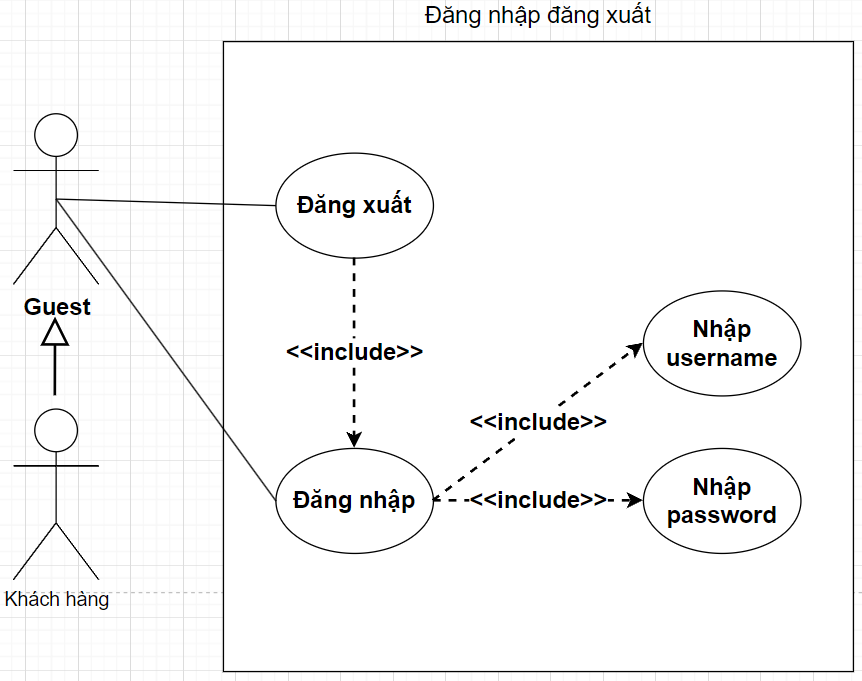 Đăng nhập đăng xuất
Đăng xuất
Guest
<<include>>
Nhập
username
<<include>>
Đăng nhập
<<include>>
Nhập
password
Khách hàng